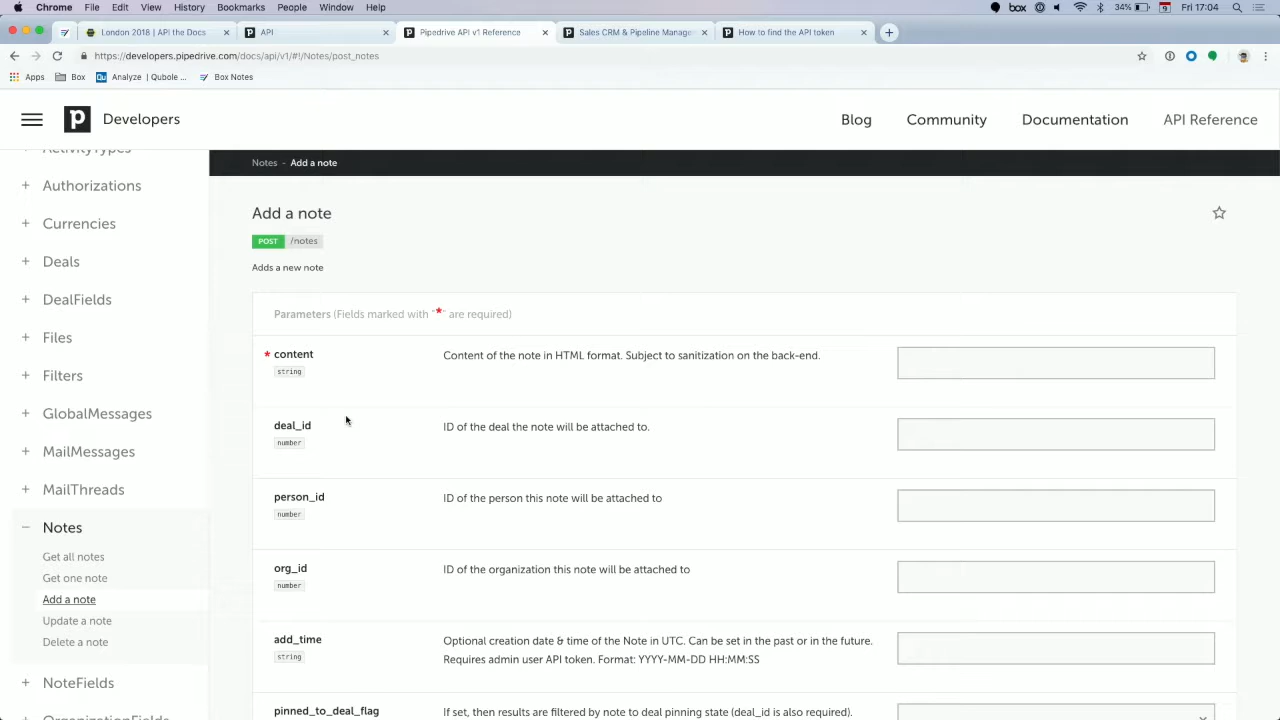 Chrome File Edit View History Bookmarks People Window Help box 34% Fri 17:04
London 2018 | API the Docs × API × Pipedrive API v1 Reference × Sales CRM & Pipeline Manage × How to find the API token ×
https://developers.pipedrive.com/docs/api/v1/#!/Notes/post_notes
Apps Box Qu Analyze | Qubole ... Box Notes
p Developers Blog Community Documentation API Reference
ActivityTypes
+ Authorizations
+ Currencies
+ Deals
+ DealFields
+ Files
+ Filters
+ GlobalMessages
+ MailMessages
+ MailThreads
− Notes
Get all notes
Get one note
Add a note
Update a note
Delete a note
+ NoteFields
OrganizationFields
Notes - Add a note
Add a note
POST /notes
Adds a new note
Parameters (Fields marked with "*" are required)
* content Content of the note in HTML format. Subject to sanitization on the back-end.
string
deal_id ID of the deal the note will be attached to.
number
person_id ID of the person this note will be attached to
number
org_id ID of the organization this note will be attached to
number
add_time Optional creation date & time of the Note in UTC. Can be set in the past or in the future.
string Requires admin user API token. Format: YYYY-MM-DD HH:MM:SS
pinned_to_deal_flag If set, then results are filtered by note to deal pinning state (deal_id is also required).